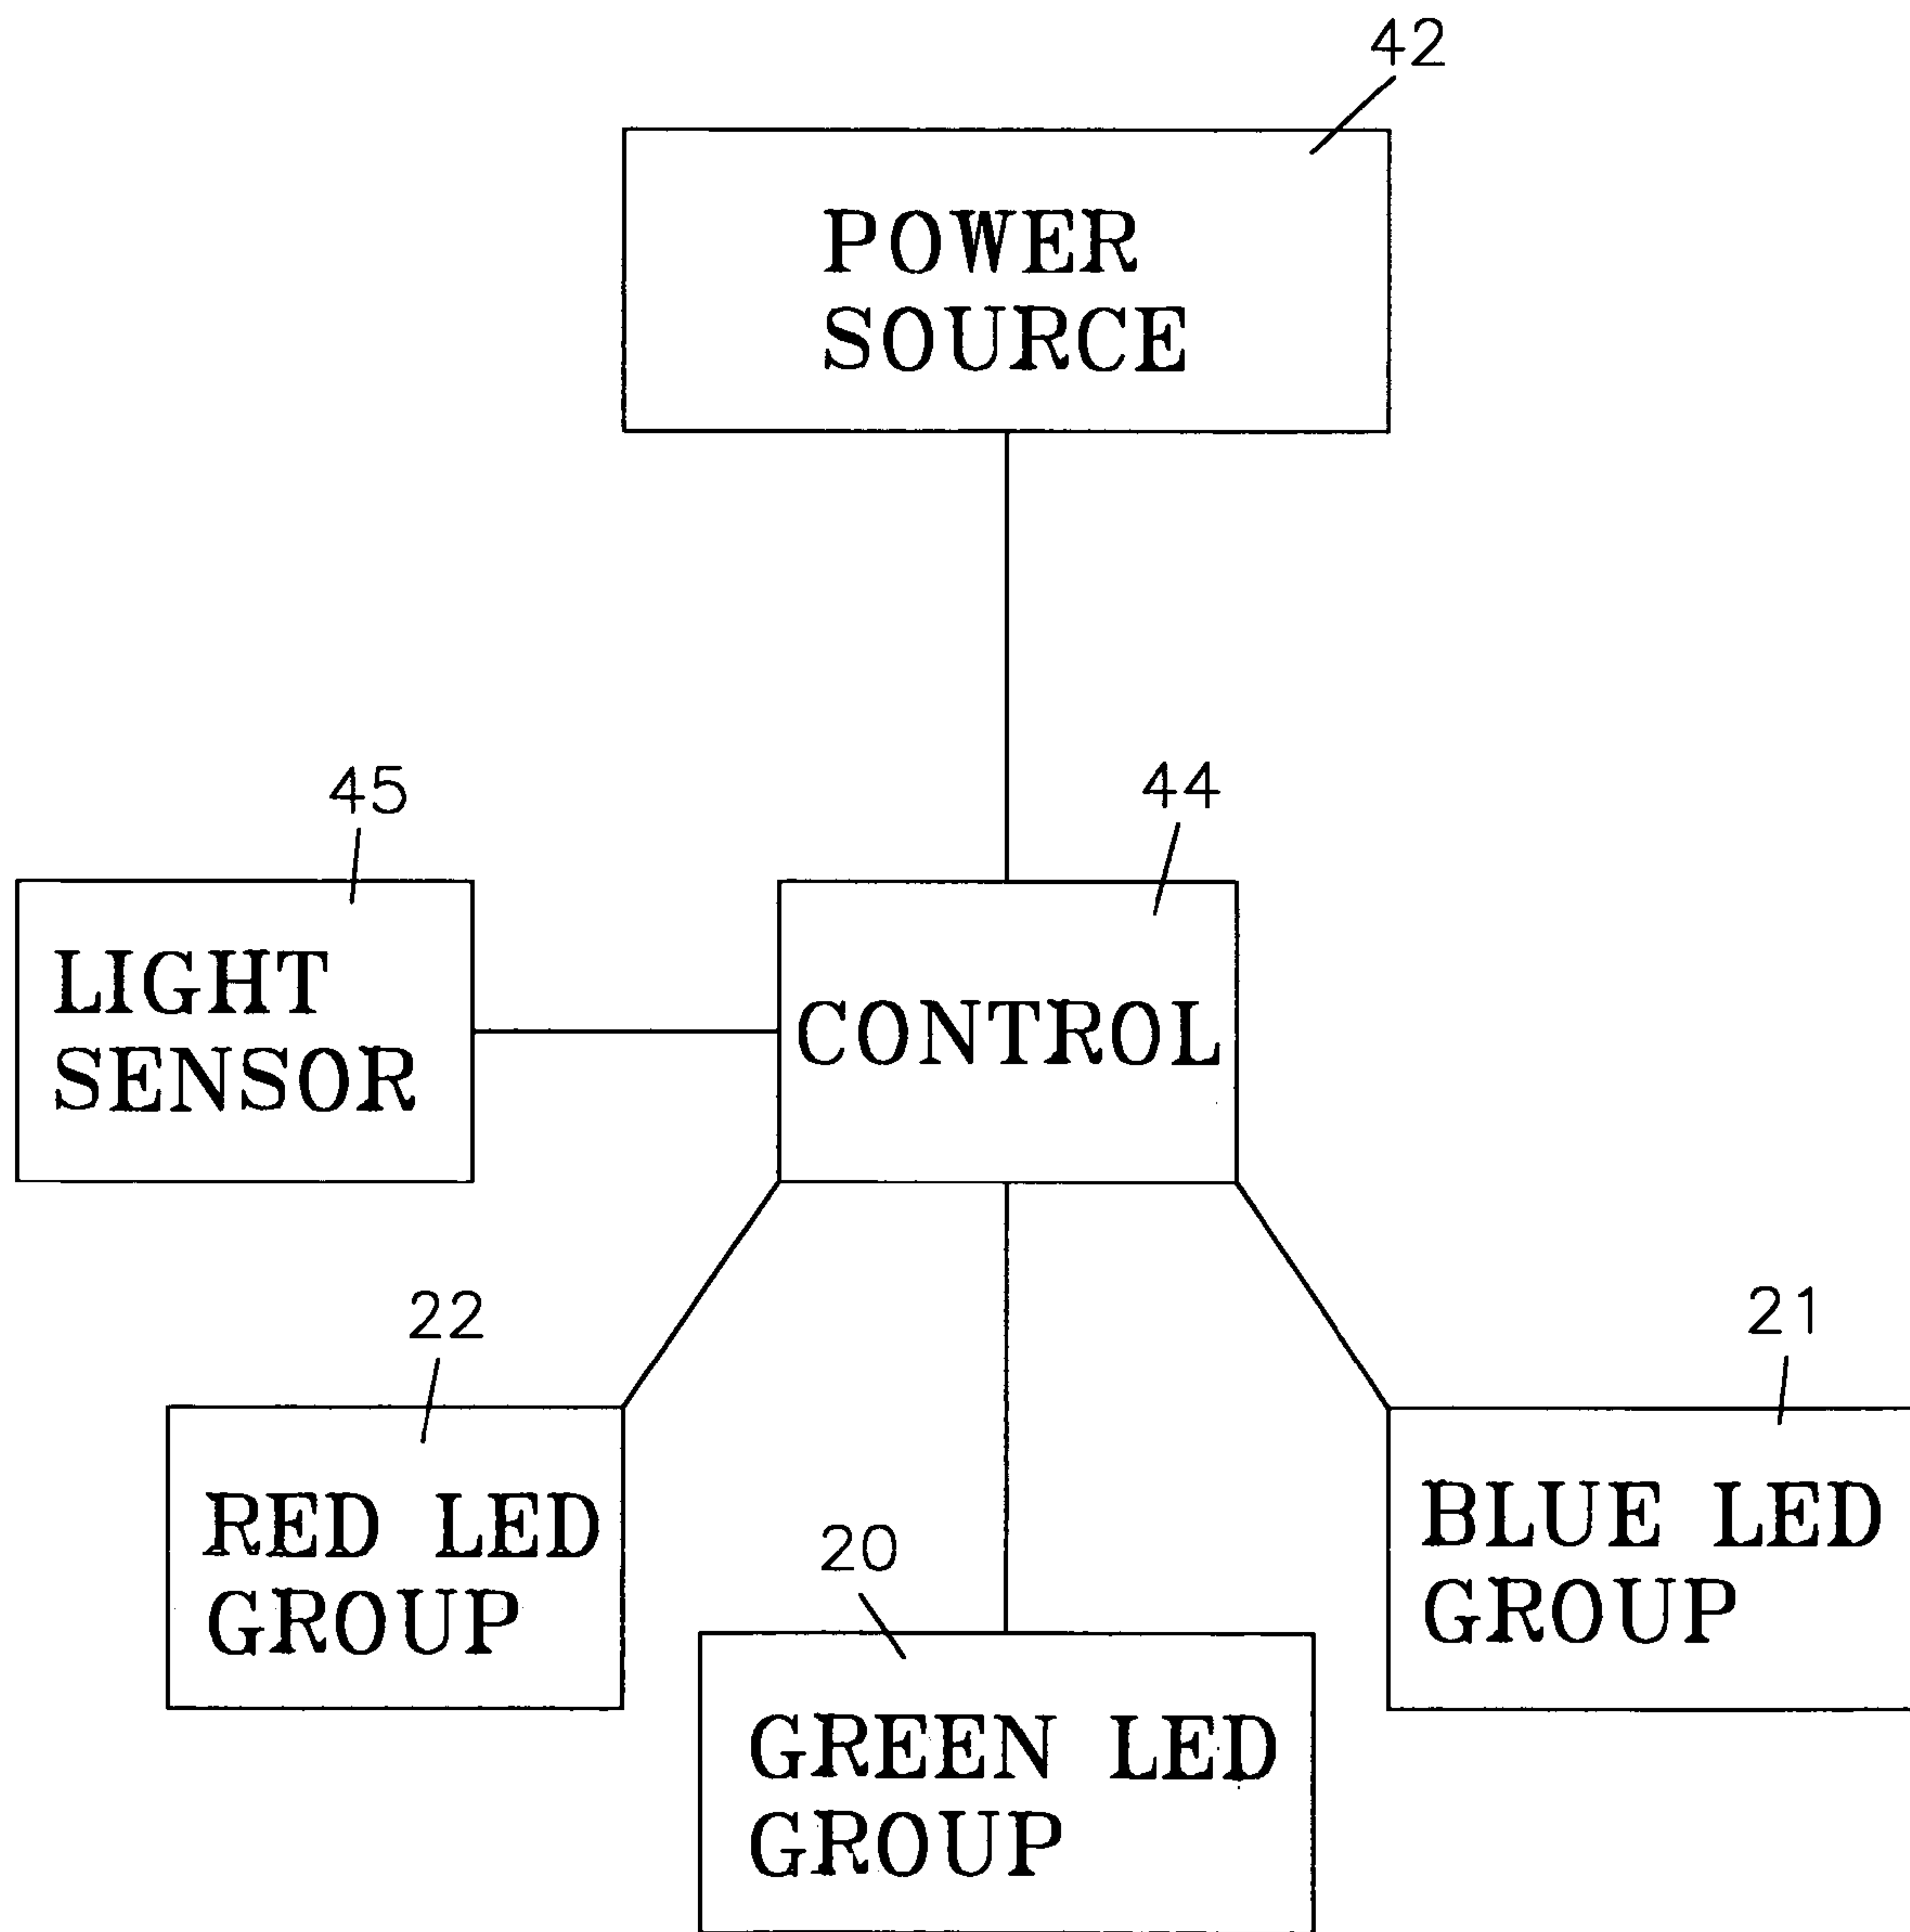 42
POWER
SOURCE
45
44
LIGHT
SENSOR
CONTROL
22
21
RED LED
GROUP
20
BLUE LED
GROUP
GREEN LED
GROUP